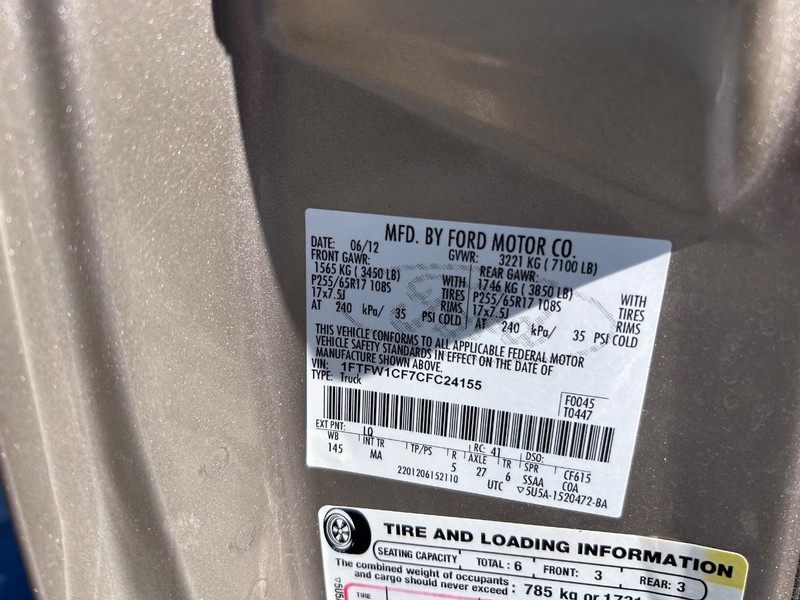 MFD. BY FORD MOTOR CO.
DATE: 06/12 GVWR: 3221 KG ( 7100 LB)
FRONT GAWR: REAR GAWR:
1565 KG ( 3450 LB) WITH 1746 KG ( 3850 LB) WITH
P255/65R17 108S TIRES P255/65R17 108S TIRES
17x7.5J RIMS 17x7.5J RIMS
AT 240 kPa/ 35 PSI COLD AT 240 kPa/ 35 PSI COLD
THIS VEHICLE CONFORMS TO ALL APPLICABLE FEDERAL MOTOR
VEHICLE SAFETY STANDARDS IN EFFECT ON THE DATE OF
MANUFACTURE SHOWN ABOVE.
VIN: 1FTFW1CF7CFC24155
TYPE: Truck
F0045
T0447
EXT PNT: LQ RC: 41 DSO:
WB INT TR TP/PS R AXLE TR SPR CF615
145 MA 5 27 6 SSAA COA
2201206152110 UTC ▽5U5A-1520472-BA
TIRE AND LOADING INFORMATION
SEATING CAPACITY TOTAL : 6 FRONT: 3 REAR: 3
The combined weight of occupants
and cargo should never exceed : 785 kg or
TIRE